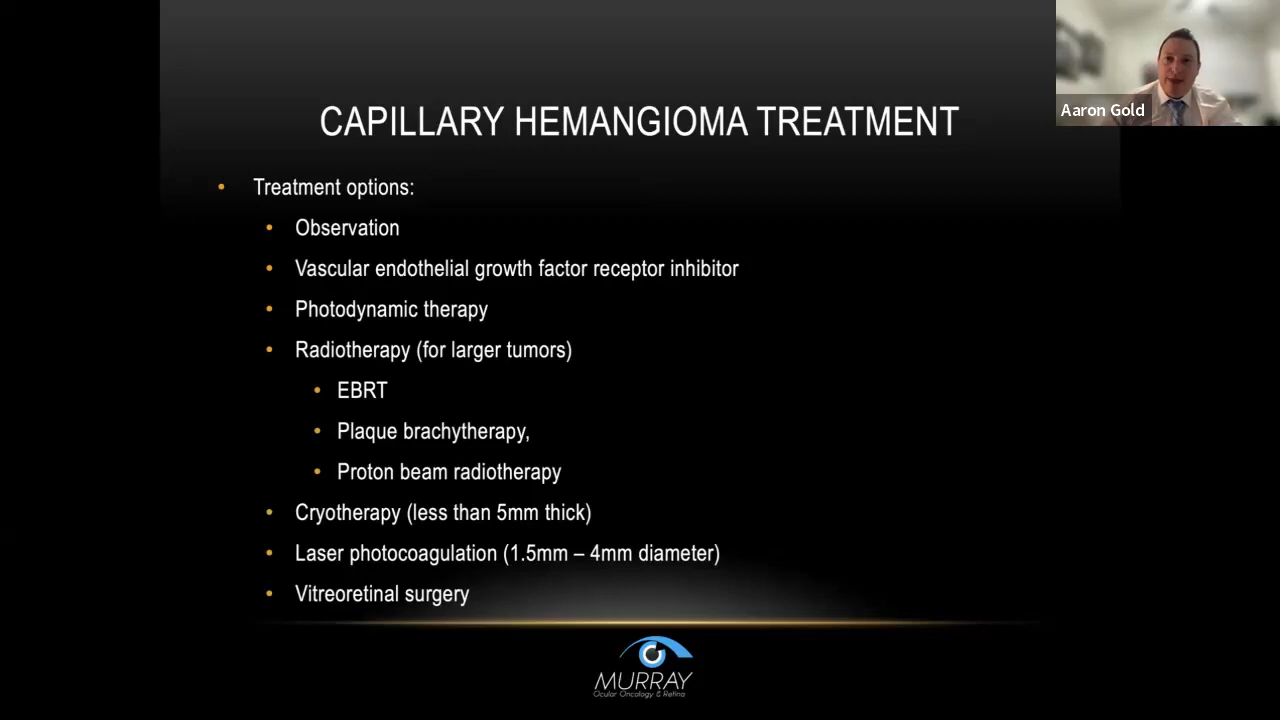 Aaron Gold
CAPILLARY HEMANGIOMA TREATMENT
• Treatment options:
• Observation
• Vascular endothelial growth factor receptor inhibitor
• Photodynamic therapy
• Radiotherapy (for larger tumors)
• EBRT
• Plaque brachytherapy,
• Proton beam radiotherapy
• Cryotherapy (less than 5mm thick)
• Laser photocoagulation (1.5mm – 4mm diameter)
• Vitreoretinal surgery
MURRAY
Ocular Oncology & Retina